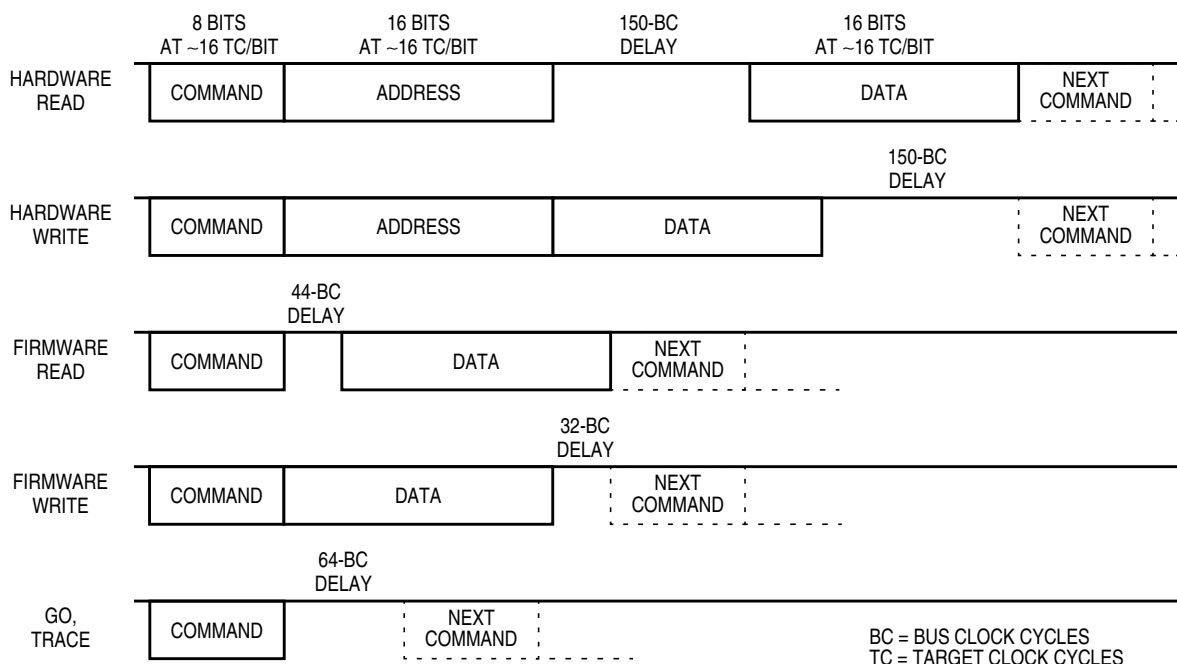 8 BITS
AT ~16 TC/BIT
16 BITS
AT ~16 TC/BIT
150-BC
DELAY
16 BITS
AT ~16 TC/BIT
HARDWARE
READ
COMMAND
ADDRESS
DATA
NEXT
COMMAND
150-BC
DELAY
HARDWARE
WRITE
COMMAND
ADDRESS
DATA
NEXT
COMMAND
44-BC
DELAY
FIRMWARE
READ
COMMAND
DATA
NEXT
COMMAND
32-BC
DELAY
FIRMWARE
WRITE
COMMAND
DATA
NEXT
COMMAND
64-BC
DELAY
GO,
TRACE
COMMAND
NEXT
COMMAND
BC = BUS CLOCK CYCLES
TC = TARGET CLOCK CYCLES